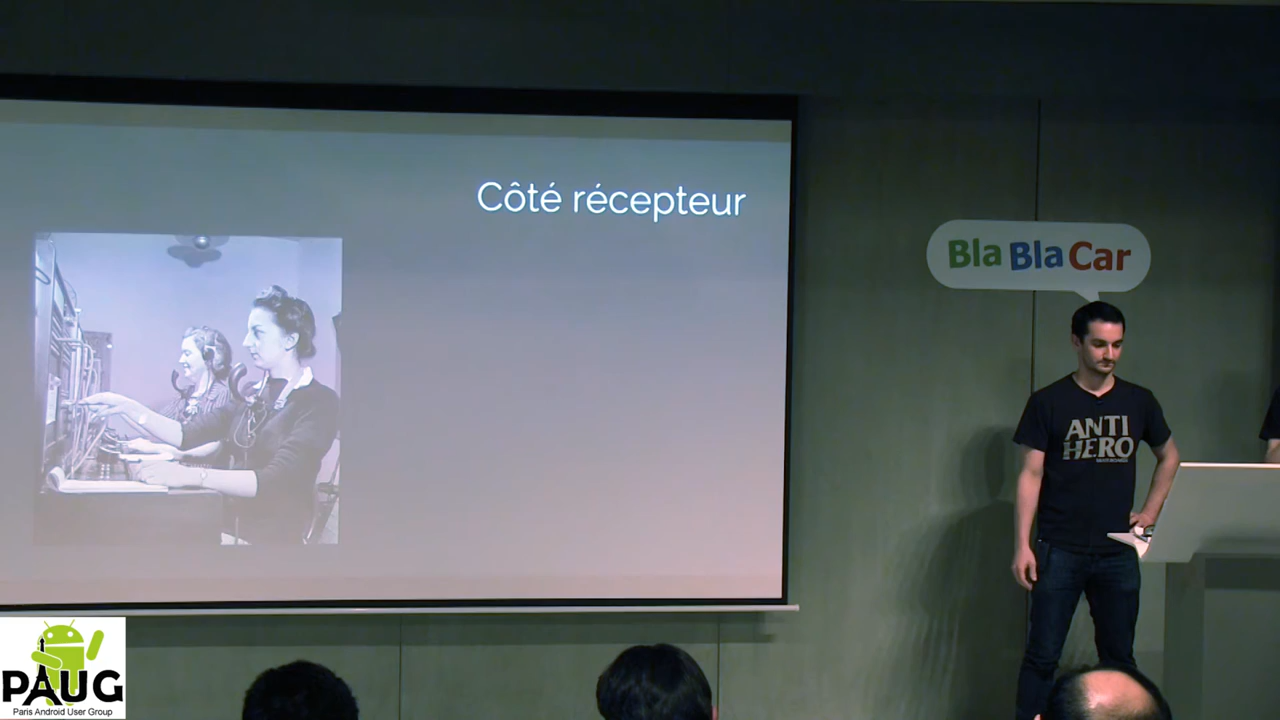 Côté récepteur
BlaBlaCar
ANTI
HERO
PAUG
Paris Android User Group